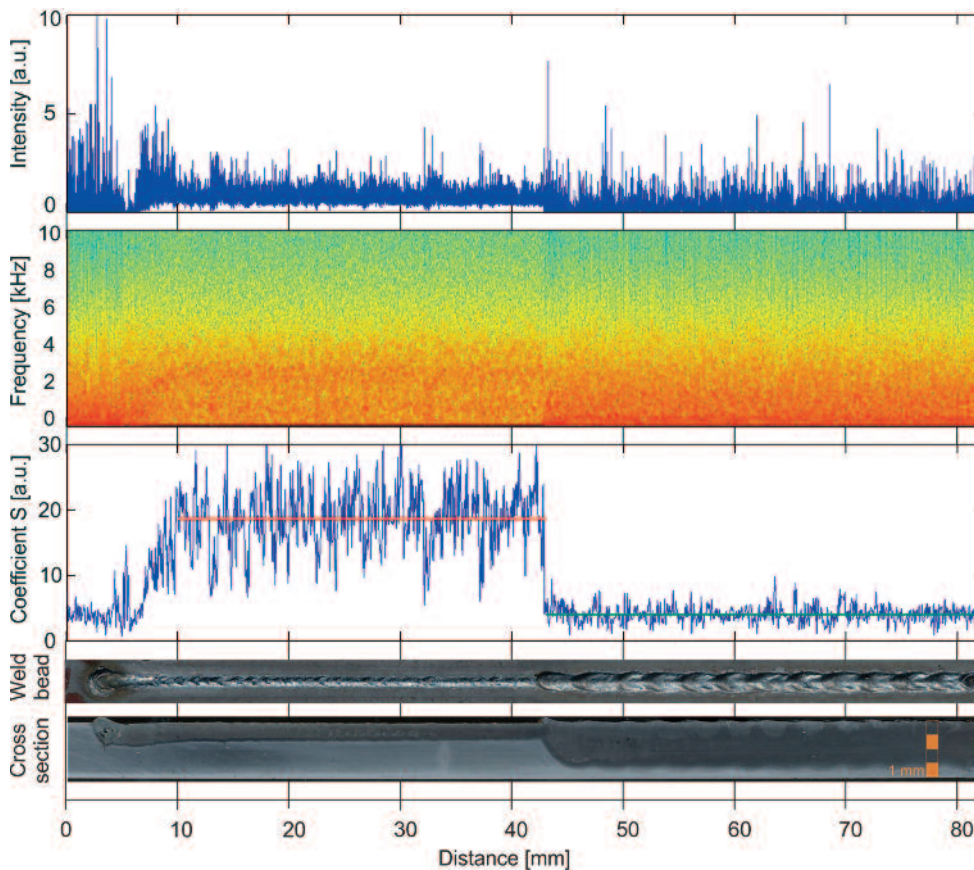 10
5
0
Intensity [a.u.]
10
8
6
4
2
0
Frequency [kHz]
30
20
10
0
Coefficient S [a.u.]
Weld
bead
Cross
section
1 mm
0 10 20 30 40 50 60 70 80
Distance [mm]